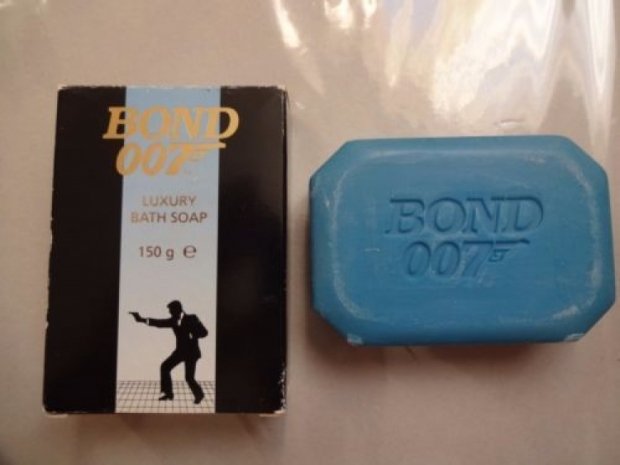 BOND
007
LUXURY
BATH SOAP
150 g ℮
BOND
007